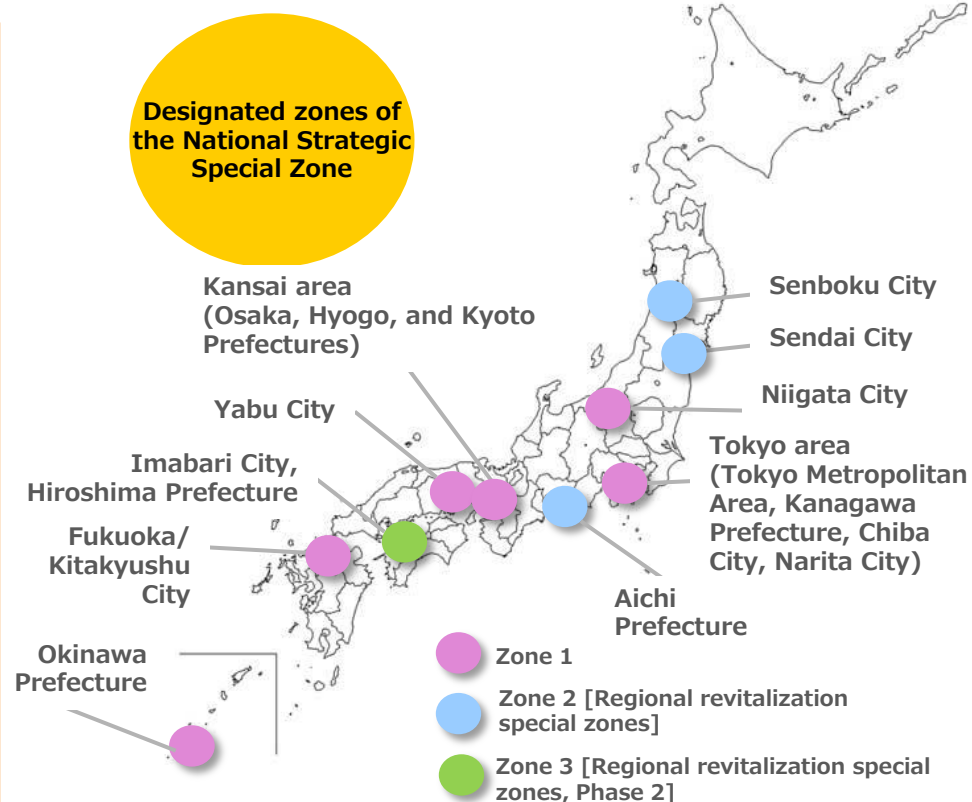 Designated zones of
the National Strategic
Special Zone
Kansai area
(Osaka, Hyogo, and Kyoto
Prefectures)
Yabu City
Imabari City,
Hiroshima Prefecture
Fukuoka/
Kitakyushu
City
Okinawa
Prefecture
Senboku City
Sendai City
Niigata City
Tokyo area
(Tokyo Metropolitan
Area, Kanagawa
Prefecture, Chiba
City, Narita City)
Aichi
Prefecture
Zone 1
Zone 2 [Regional revitalization
special zones]
Zone 3 [Regional revitalization special
zones, Phase 2]